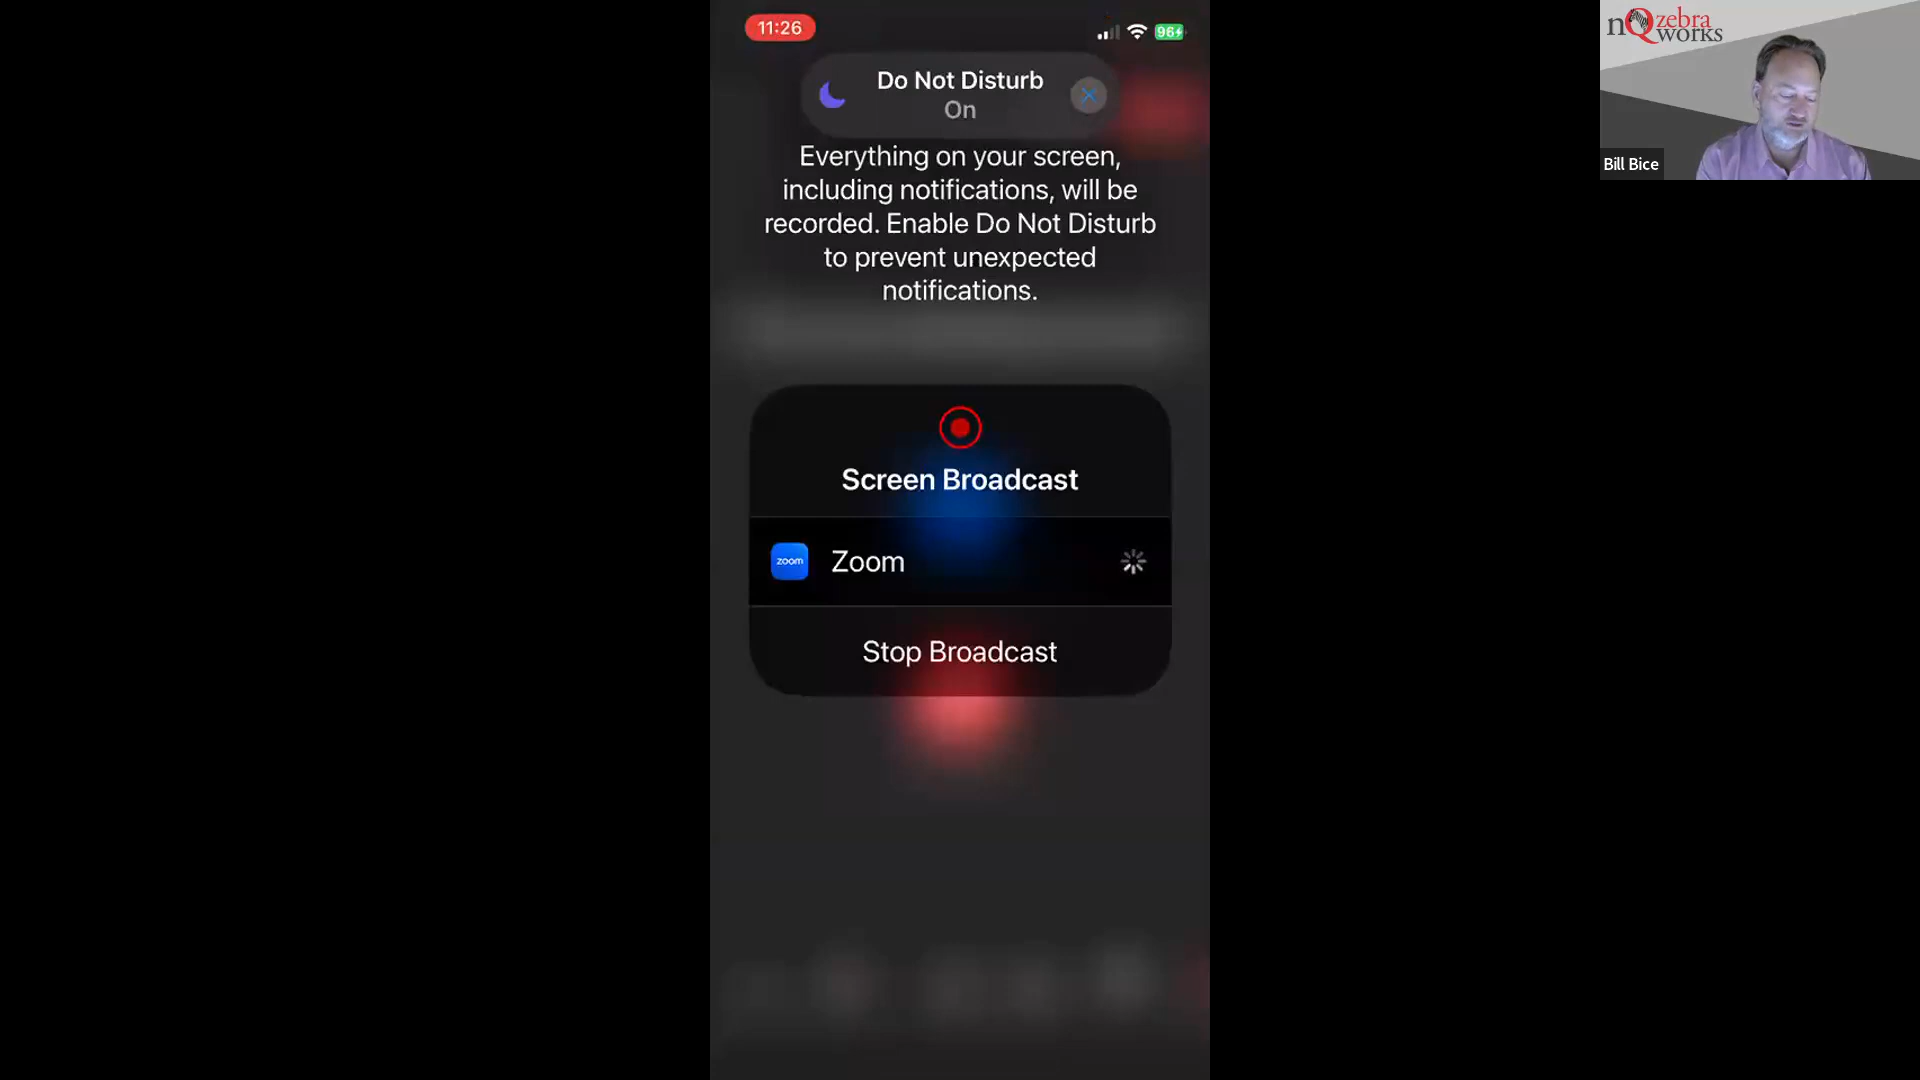 11:26
96
Do Not Disturb
On
Everything on your screen,
including notifications, will be
recorded. Enable Do Not Disturb
to prevent unexpected
notifications.
Screen Broadcast
zoom
Zoom
Stop Broadcast
nQ zebra
works
Bill Bice